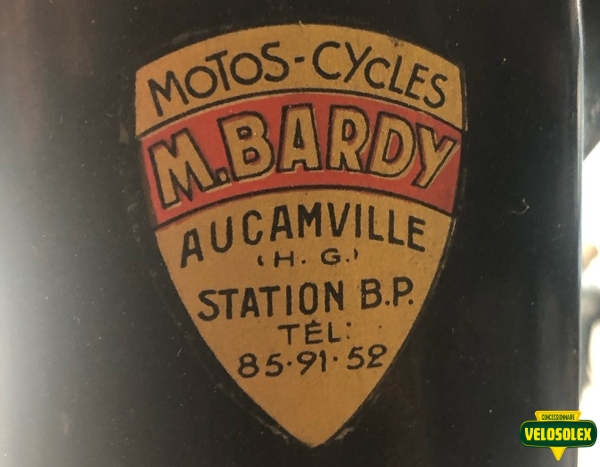 MOTOS-CYCLES
M.BARDY
AUCAMVILLE
(H. G.)
STATION B.P.
TÉL:
85.91.52
CONCESSIONNAIRE
VELOSOLEX